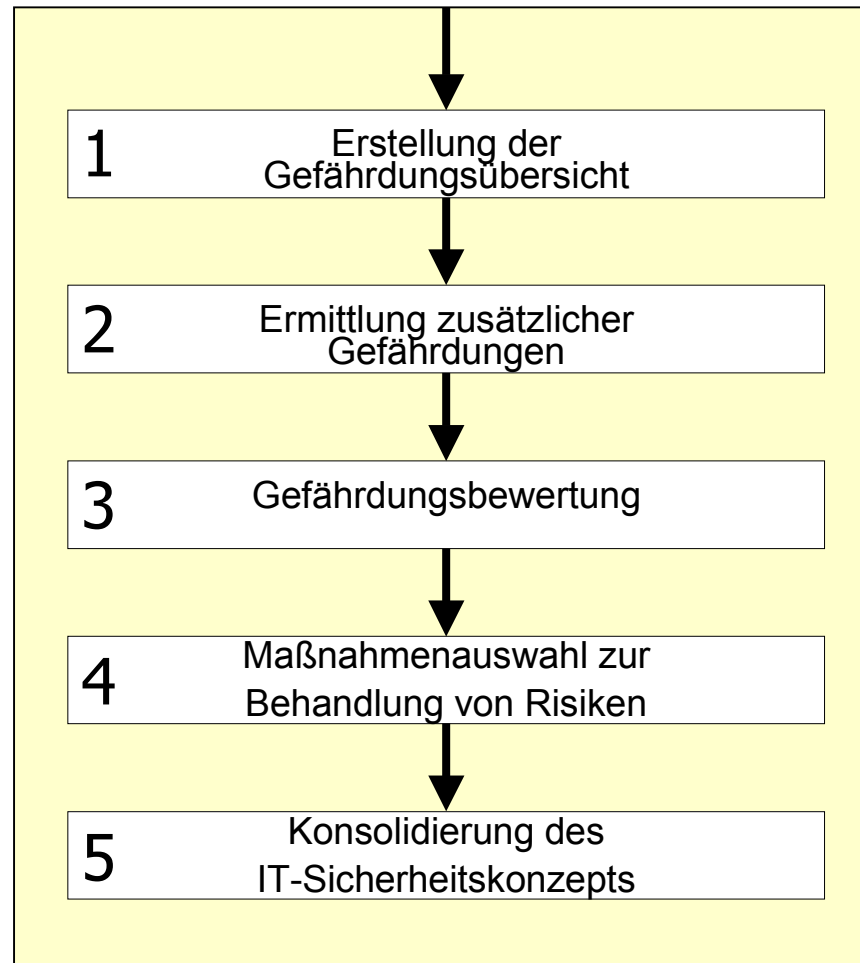 1 Erstellung der
Gefährdungsübersicht
2 Ermittlung zusätzlicher
Gefährdungen
3 Gefährdungsbewertung
4 Maßnahmenauswahl zur
Behandlung von Risiken
5 Konsolidierung des
IT-Sicherheitskonzepts